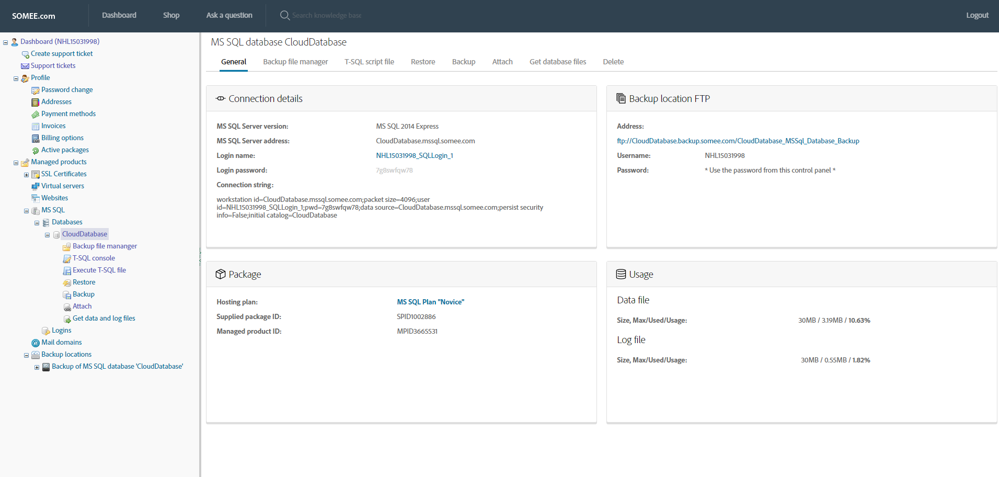 SOMEE.com
Dashboard
Shop
Ask a question
Search knowledge base
Logout
Dashboard (NHL15031998)
Create support ticket
Support tickets
Profile
Password change
Addresses
Payment methods
Invoices
Billing options
Active packages
Managed products
SSL Certificates
Virtual servers
Websites
MS SQL
Databases
CloudDatabase
Backup file mananger
T-SQL console
Execute T-SQL file
Restore
Backup
Attach
Get data and log files
Logins
Mail domains
Backup locations
Backup of MS SQL database 'CloudDatabase'
MS SQL database CloudDatabase
General
Backup file manager
T-SQL script file
Restore
Backup
Attach
Get database files
Delete
Connection details
MS SQL Server version: MS SQL 2014 Express
MS SQL Server address: CloudDatabase.mssql.somee.com
Login name: NHL15031998_SQLLogin_1
Login password: 7g8swfqw78
Connection string:
workstation id=CloudDatabase.mssql.somee.com;packet size=4096;user
id=NHL15031998_SQLLogin_1;pwd=7g8swfqw78;data source=CloudDatabase.mssql.somee.com;persist security
info=False;initial catalog=CloudDatabase
Backup location FTP
Address:
ftp://CloudDatabase.backup.somee.com/CloudDatabase_MSSql_Database_Backup
Username: NHL15031998
Password: * Use the password from this control panel *
Package
Hosting plan: MS SQL Plan "Novice"
Supplied package ID: SPID1002886
Managed product ID: MPID3665531
Usage
Data file
Size, Max/Used/Usage: 30MB / 3.19MB / 10.63%
Log file
Size, Max/Used/Usage: 30MB / 0.55MB / 1.82%